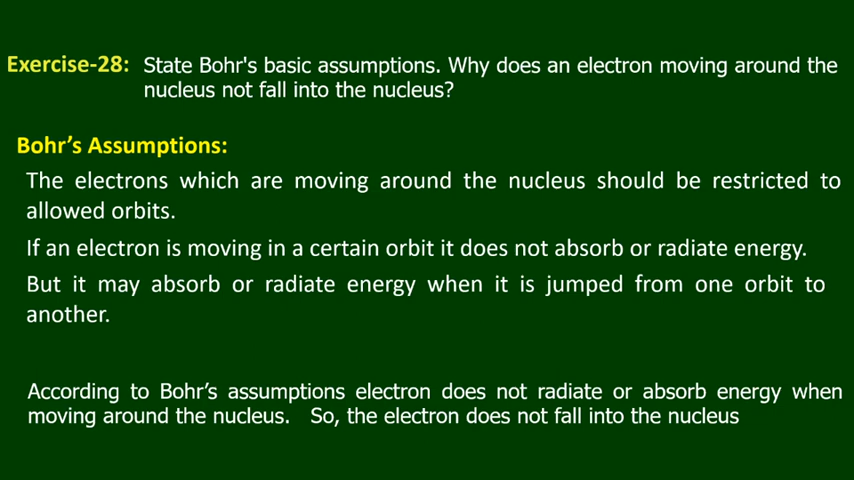 Exercise-28: State Bohr's basic assumptions. Why does an electron moving around the
nucleus not fall into the nucleus?
Bohr’s Assumptions:
The electrons which are moving around the nucleus should be restricted to
allowed orbits.
If an electron is moving in a certain orbit it does not absorb or radiate energy.
But it may absorb or radiate energy when it is jumped from one orbit to
another.
According to Bohr’s assumptions electron does not radiate or absorb energy when
moving around the nucleus. So, the electron does not fall into the nucleus